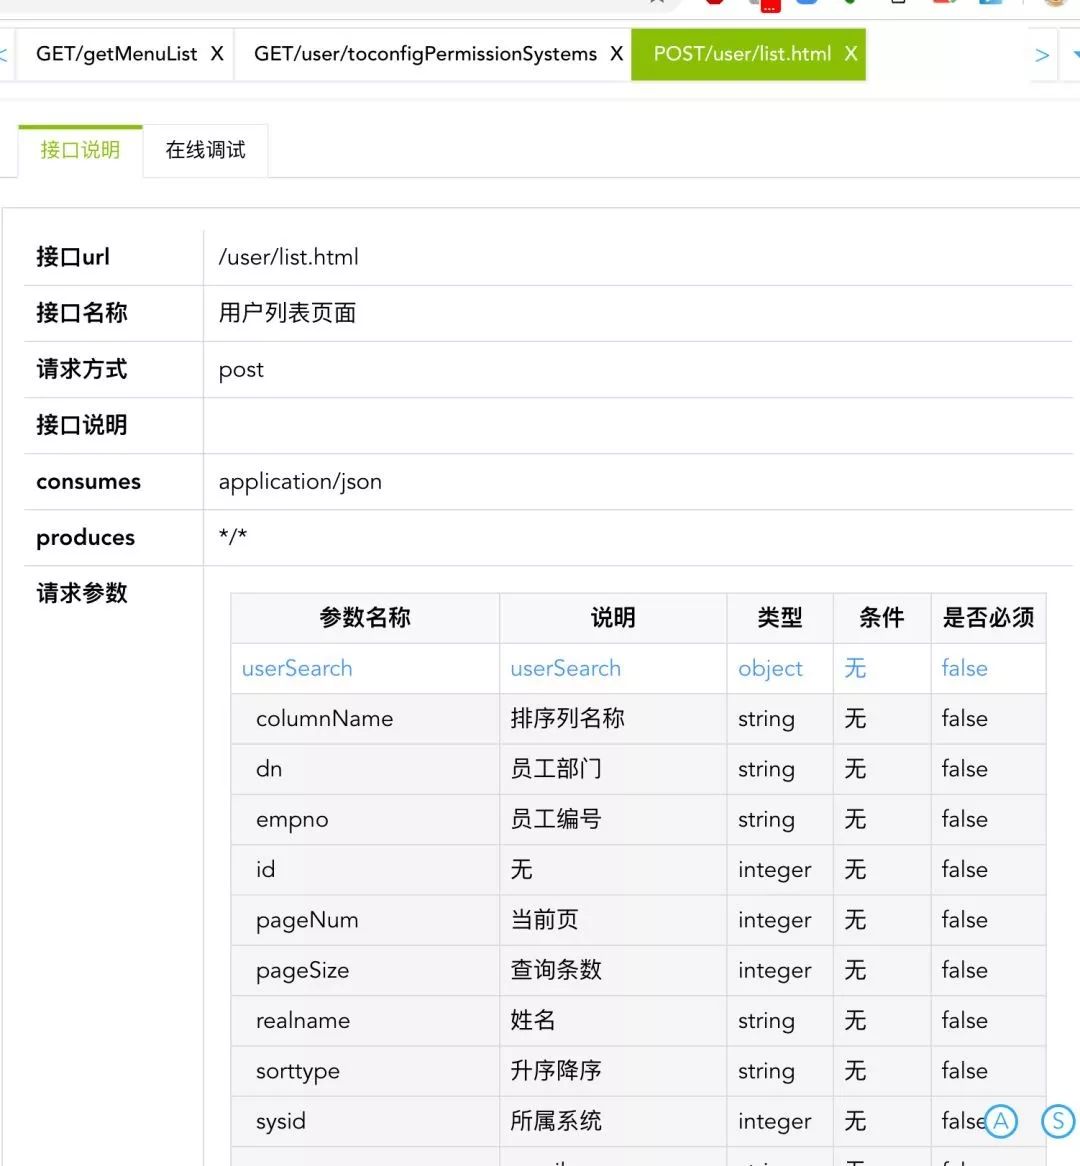 < GET/getMenuList X GET/user/toconfigPermissionSystems X POST/user/list.html X >
接口说明 在线调试
接口url /user/list.html
接口名称 用户列表页面
请求方式 post
接口说明
consumes application/json
produces */*
请求参数
参数名称 说明 类型 条件 是否必须
userSearch userSearch object 无 false
columnName 排序列名称 string 无 false
dn 员工部门 string 无 false
empno 员工编号 string 无 false
id 无 integer 无 false
pageNum 当前页 integer 无 false
pageSize 查询条数 integer 无 false
realname 姓名 string 无 false
sorttype 升序降序 string 无 false
sysid 所属系统 integer 无 false A S